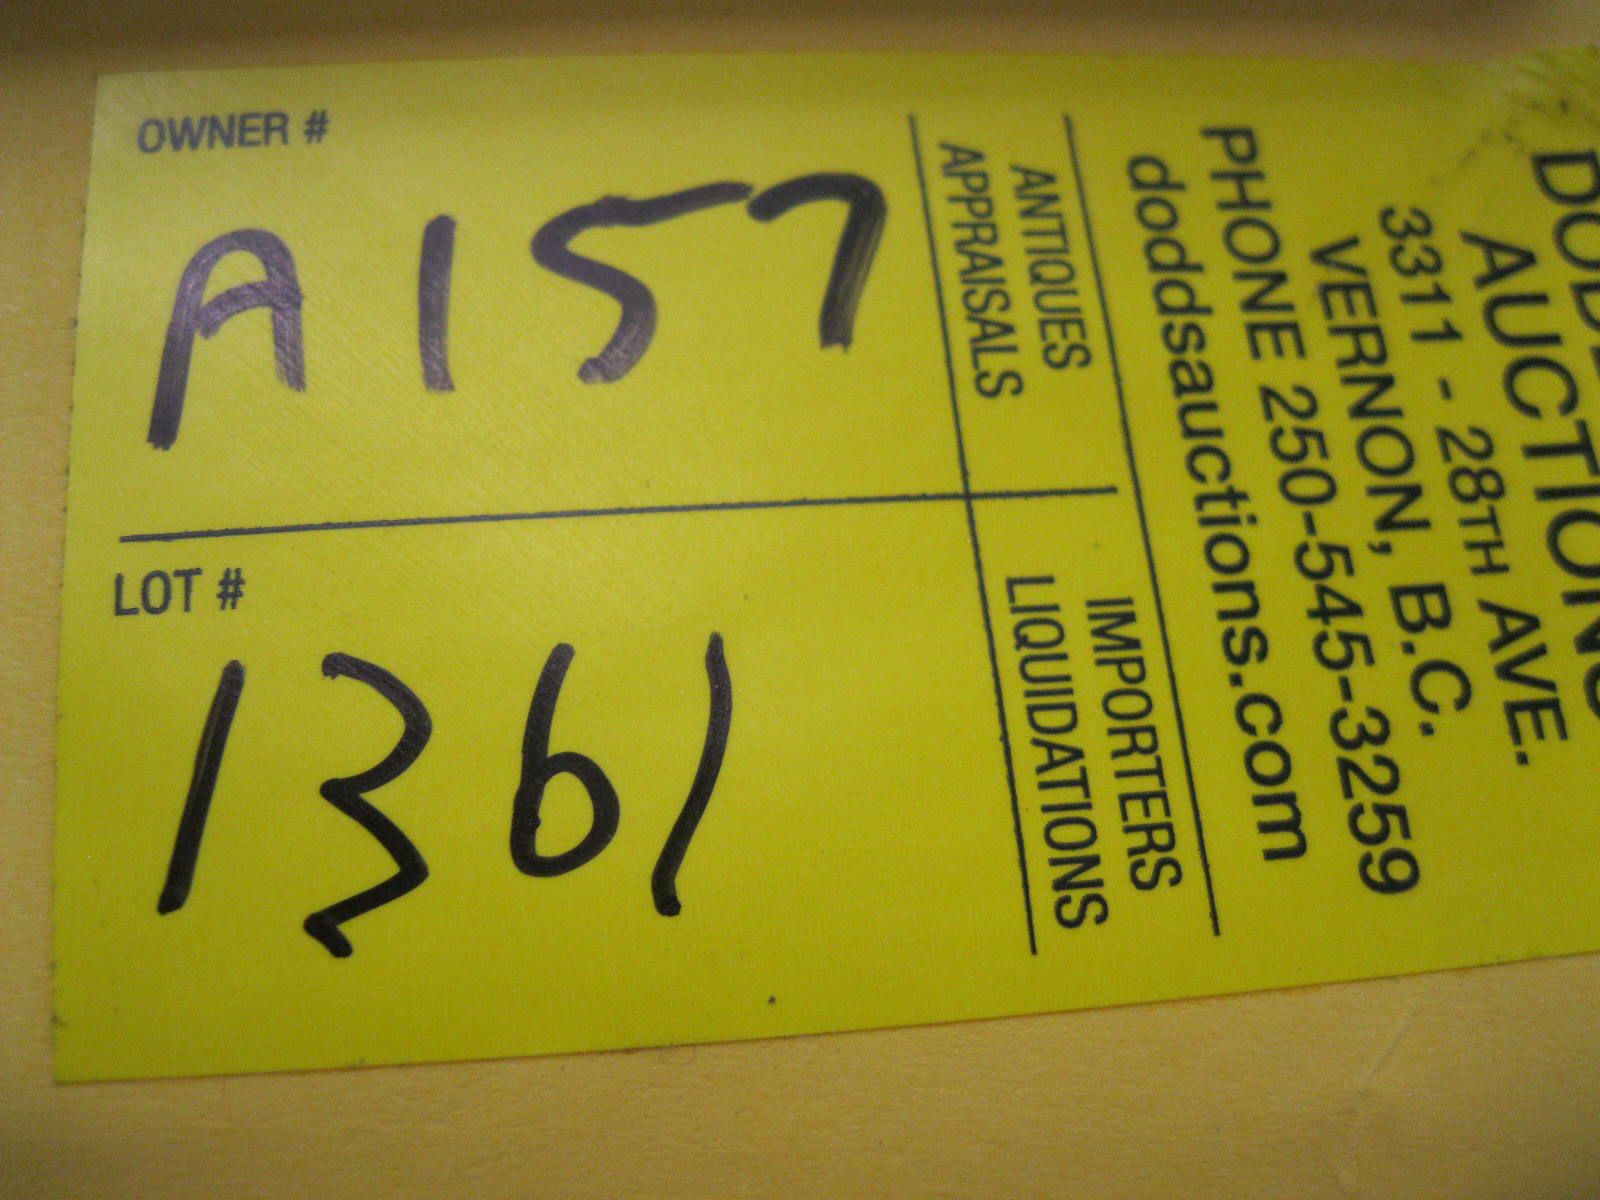 OWNER #
A157
LOT #
1361
AUCTION
3311 - 28TH AVE.
VERNON, B.C.
PHONE 250-545-3259
doddsauctions.com
ANTIQUES
APPRAISALS
IMPORTERS
LIQUIDATIONS